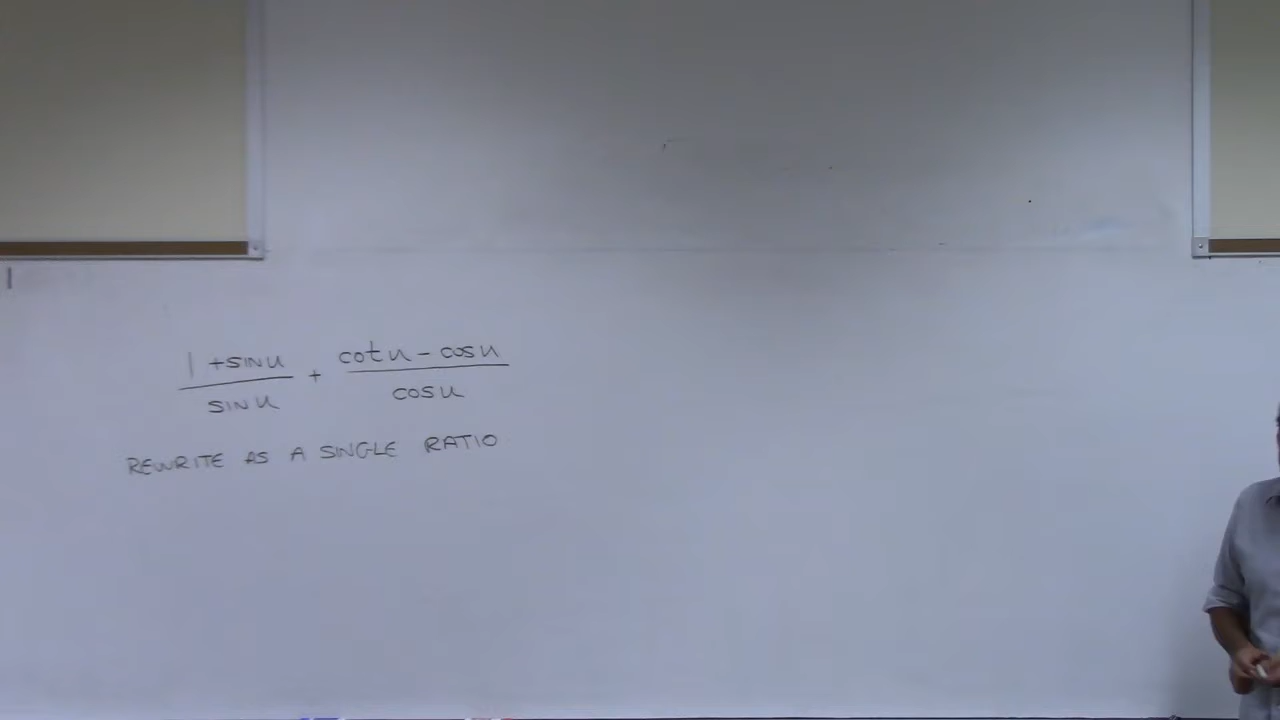 1 + sin u / sin u + cot u - cos u / cos u
REWRITE AS A SINGLE RATIO